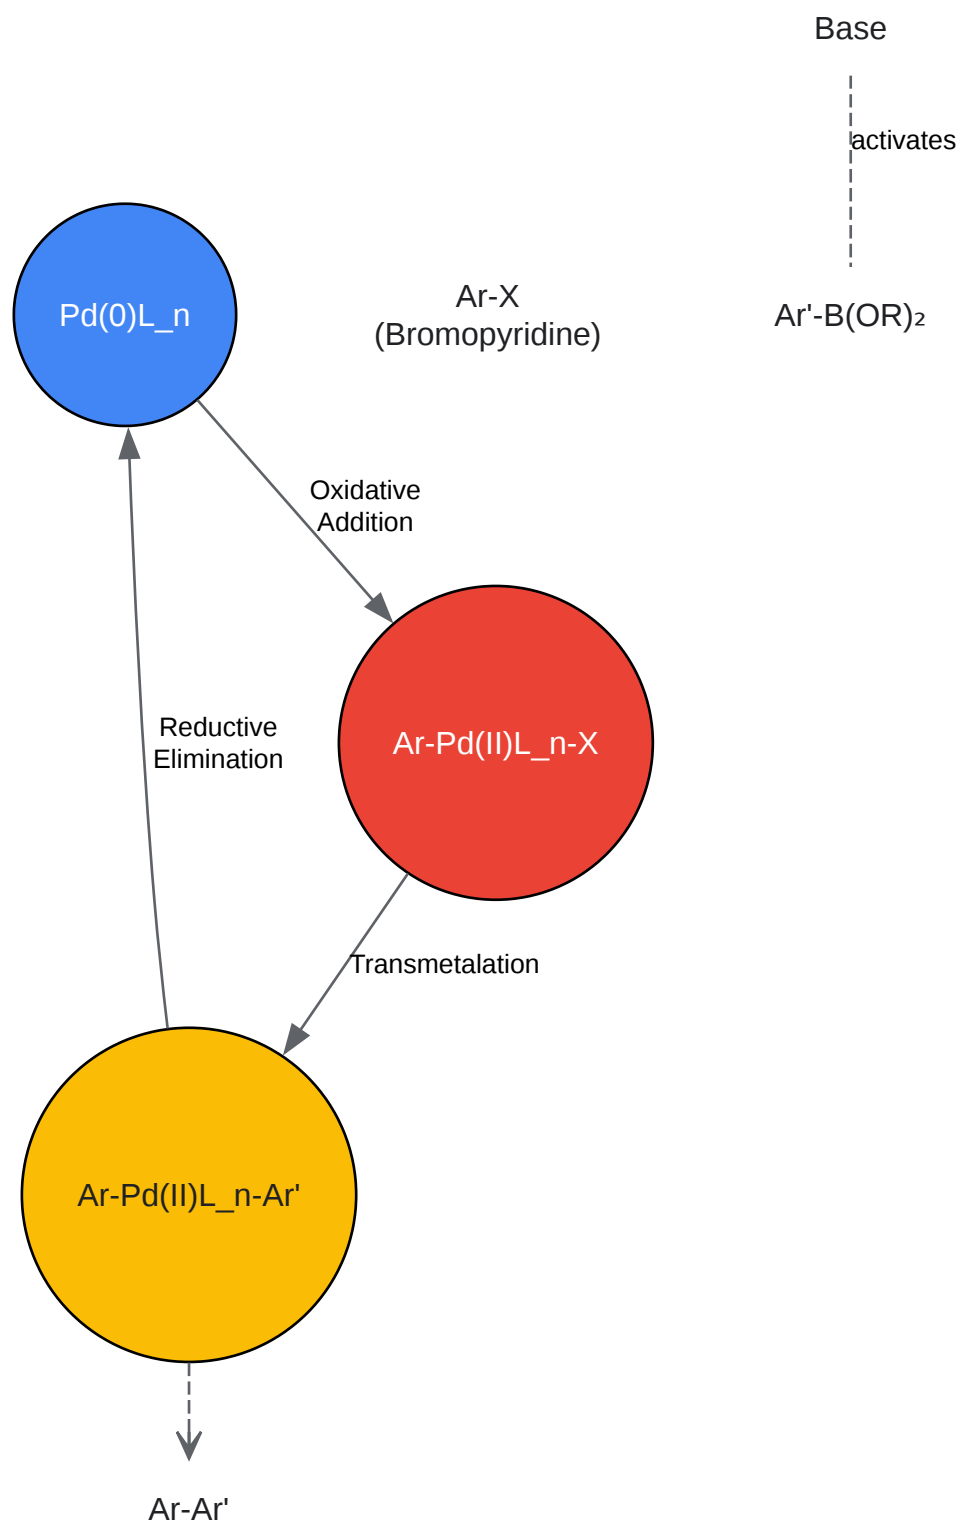 Base
activates
Pd(0)L_n
Ar-X
(Bromopyridine)
Ar'-B(OR)₂
Oxidative
Addition
Ar-Pd(II)L_n-X
Reductive
Elimination
Transmetalation
Ar-Pd(II)L_n-Ar'
Ar-Ar'